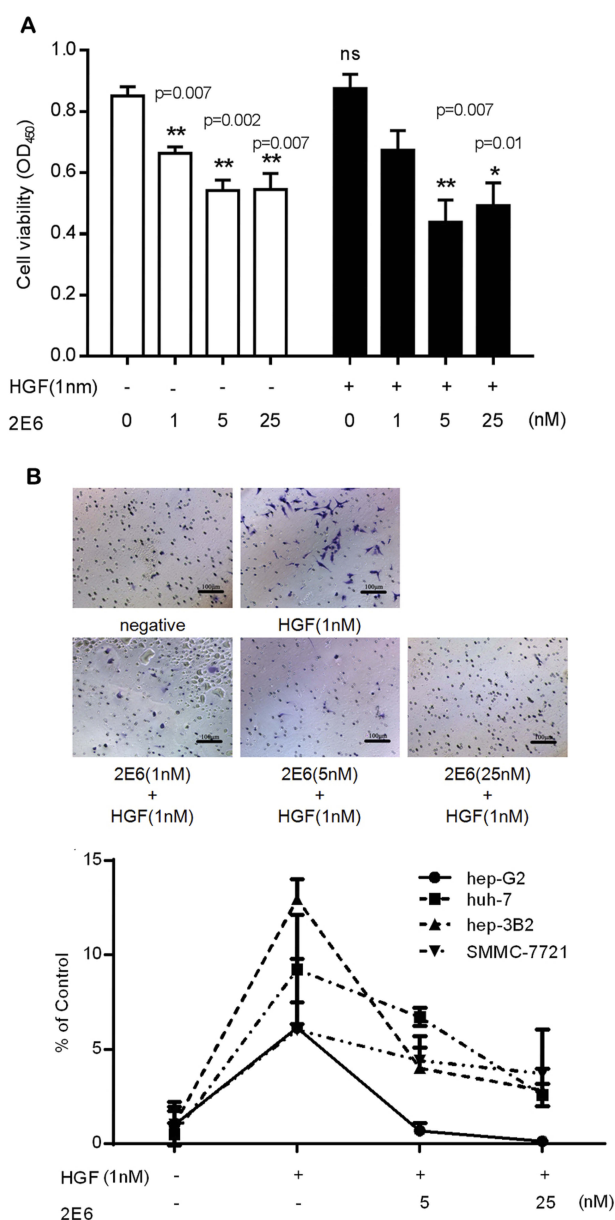 A
Cell viability (OD450)
1.0
0.8
0.6
0.4
0.2
0.0
p=0.007
p=0.002
p=0.007
** ** **
ns
p=0.007
p=0.01
** *
HGF(1nm) - - - - + + + +
2E6 0 1 5 25 0 1 5 25 (nM)
B
100μm
100μm
negative HGF(1nM)
100μm
100μm
100μm
2E6(1nM) 2E6(5nM) 2E6(25nM)
+ + +
HGF(1nM) HGF(1nM) HGF(1nM)
% of Control
15
10
5
0
hep-G2
huh-7
hep-3B2
SMMC-7721
HGF (1nM) - + + +
2E6 - - 5 25 (nM)